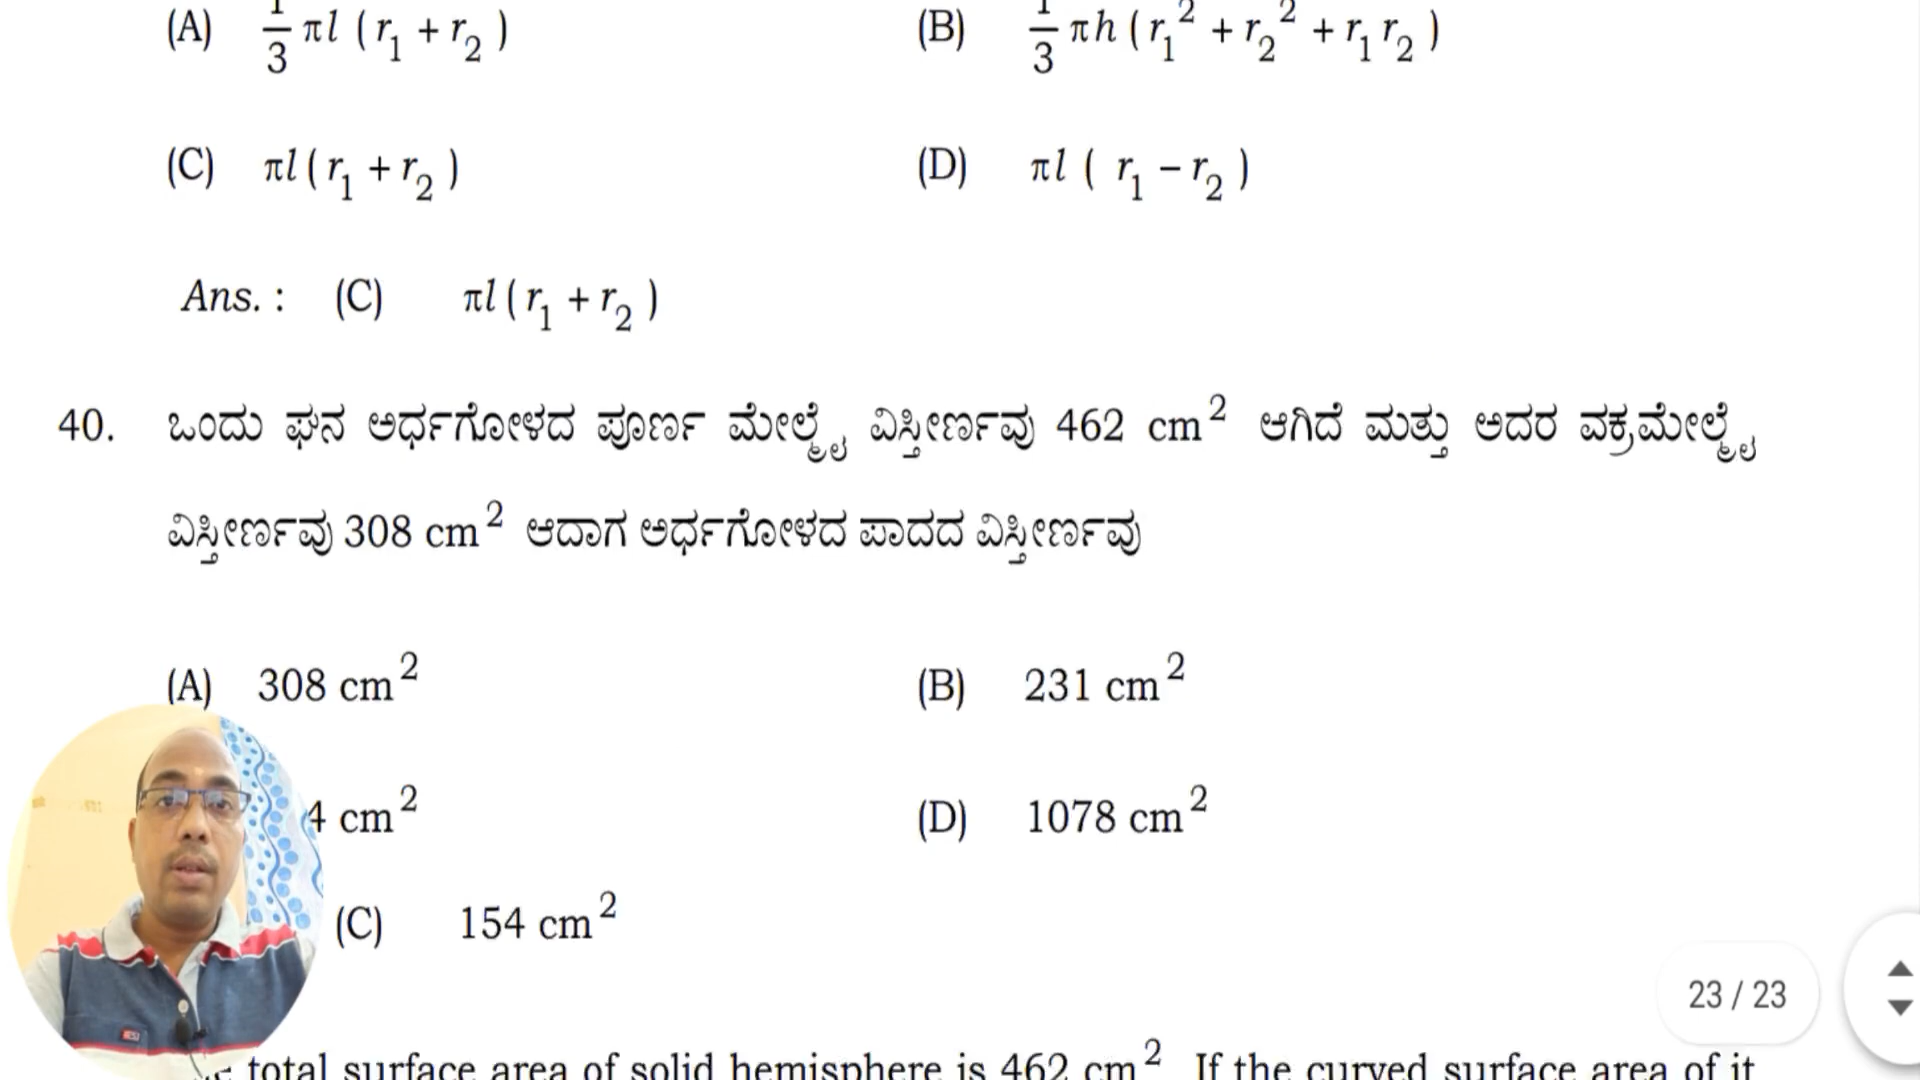 (A) 1/3 πl ( r₁ + r₂ ) (B) 1/3 πh ( r₁² + r₂² + r₁ r₂ )
(C) πl ( r₁ + r₂ ) (D) πl ( r₁ – r₂ )
Ans. : (C) πl ( r₁ + r₂ )
40. ಒಂದು ಘನ ಅರ್ಧಗೋಳದ ಪೂರ್ಣ ಮೇಲ್ಮೈ ವಿಸ್ತೀರ್ಣವು 462 cm² ಆಗಿದೆ ಮತ್ತು ಅದರ ವಕ್ರಮೇಲ್ಮೈ
ವಿಸ್ತೀರ್ಣವು 308 cm² ಆದಾಗ ಅರ್ಧಗೋಳದ ಪಾದದ ವಿಸ್ತೀರ್ಣವು
(A) 308 cm² (B) 231 cm²
4 cm² (D) 1078 cm²
(C) 154 cm²
23 / 23
total surface area of solid hemisphere is 462 cm² If the curved surface area of it